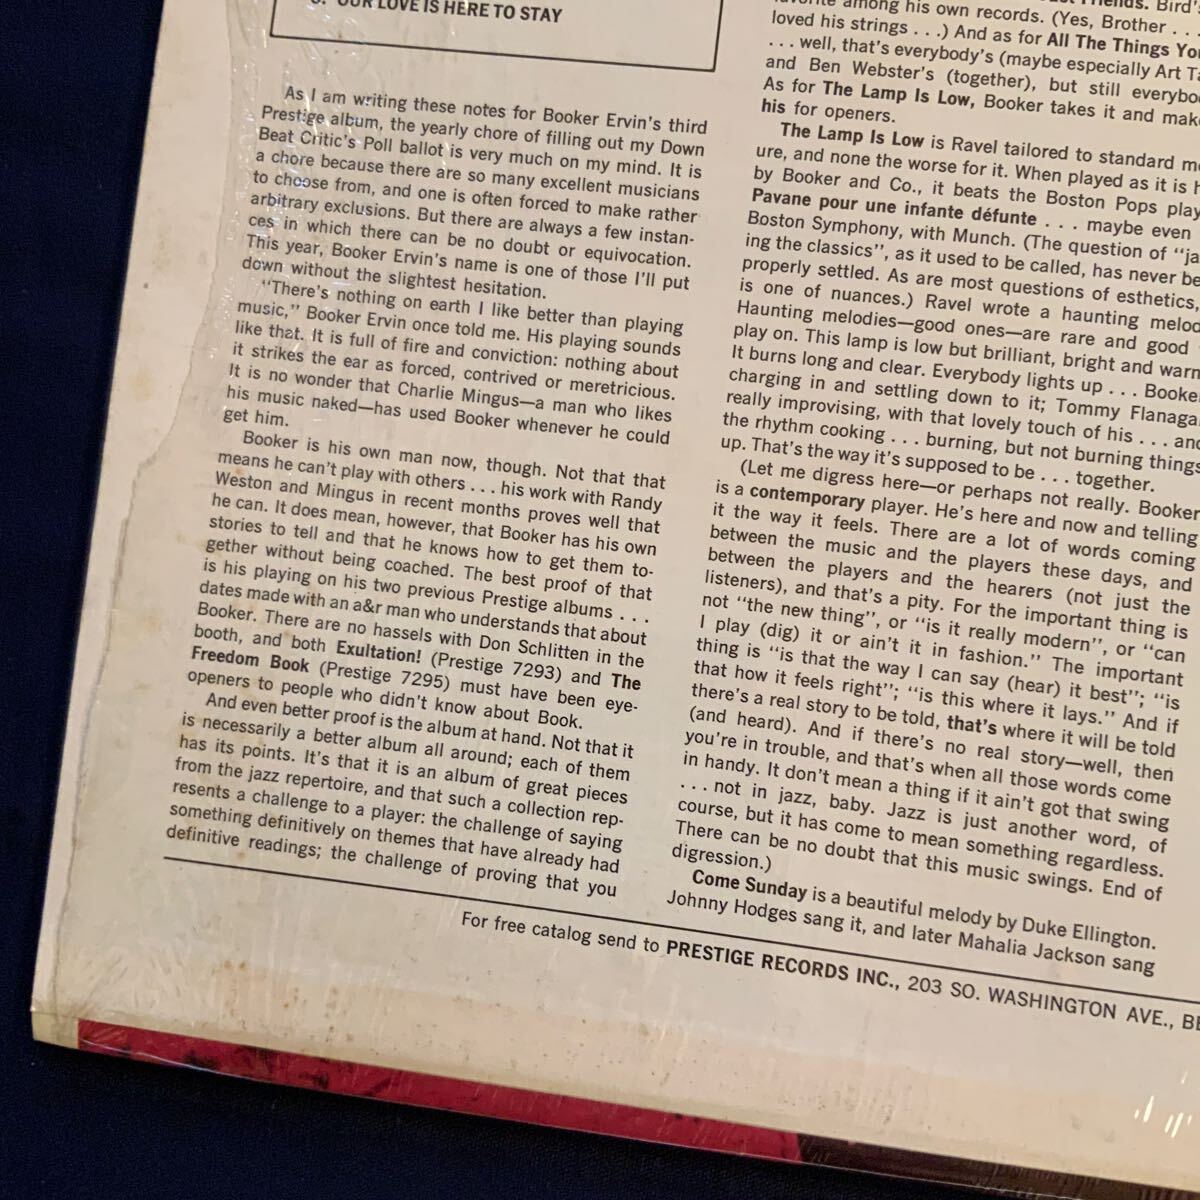 OUR LOVE IS HERE TO STAY
As I am writing these notes for Booker Ervin's third
Prestige album, the yearly chore of filling out my Down
Beat Critic's Poll ballot is very much on my mind. It is
a chore because there are so many excellent musicians
to choose from, and one is often forced to make rather
arbitrary exclusions. But there are always a few instan-
ces in which there can be no doubt or equivocation.
This year, Booker Ervin's name is one of those I'll put
down without the slightest hesitation.
"There's nothing on earth I like better than playing
music," Booker Ervin once told me. His playing sounds
like that. It is full of fire and conviction: nothing about
it strikes the ear as forced, contrived or meretricious.
It is no wonder that Charlie Mingus—a man who likes
his music naked—has used Booker whenever he could
get him.
Booker is his own man now, though. Not that that
means he can't play with others . . . his work with Randy
Weston and Mingus in recent months proves well that
he can. It does mean, however, that Booker has his own
stories to tell and that he knows how to get them to-
gether without being coached. The best proof of that
is his playing on his two previous Prestige albums . . .
dates made with an a&r man who understands that about
Booker. There are no hassels with Don Schlitten in the
booth, and both Exultation! (Prestige 7293) and The
Freedom Book (Prestige 7295) must have been eye-
openers to people who didn't know about Book.
And even better proof is the album at hand. Not that it
is necessarily a better album all around; each of them
has its points. It's that it is an album of great pieces
from the jazz repertoire, and that such a collection rep-
resents a challenge to a player: the challenge of saying
something definitively on themes that have already had
definitive readings; the challenge of proving that you
Friends. Bird's
among his own records. (Yes, Brother . . .
loved his strings . . .) And as for All The Things
. . . well, that's everybody's (maybe especially Art
and Ben Webster's (together), but still
As for The Lamp Is Low, Booker takes it and
his for openers.
The Lamp Is Low is Ravel tailored to standard
ure, and none the worse for it. When played as it is
by Booker and Co., it beats the Boston Pops
Pavane pour une infante défunte . . . maybe even
Boston Symphony, with Munch. (The question of
ing the classics", as it used to be called, has never
properly settled. As are most questions of esthetics,
is one of nuances.) Ravel wrote a haunting
Haunting melodies—good ones—are rare and good
play on. This lamp is low but brilliant, bright and
It burns long and clear. Everybody lights up . . .
charging in and settling down to it; Tommy
really improvising, with that lovely touch of his . . .
the rhythm cooking . . . burning, but not burning things
up. That's the way it's supposed to be . . . together.
(Let me digress here—or perhaps not really. Booker
is a contemporary player. He's here and now and telling
it the way it feels. There are a lot of words coming
between the music and the players these days, and
between the players and the hearers (not just the
listeners), and that's a pity. For the important thing is
not "the new thing", or "is it really modern", or "can
I play (dig) it or ain't it in fashion." The important
thing is "is that the way I can say (hear) it best"; "is
that how it feels right"; "is this where it lays." And if
there's a real story to be told, that's where it will be told
(and heard). And if there's no real story—well, then
you're in trouble, and that's when all those words come
in handy. It don't mean a thing if it ain't got that swing
. . . not in jazz, baby. Jazz is just another word, of
course, but it has come to mean something regardless.
There can be no doubt that this music swings. End of
digression.)
Come Sunday is a beautiful melody by Duke Ellington.
Johnny Hodges sang it, and later Mahalia Jackson sang
For free catalog send to PRESTIGE RECORDS INC., 203 SO. WASHINGTON AVE.,